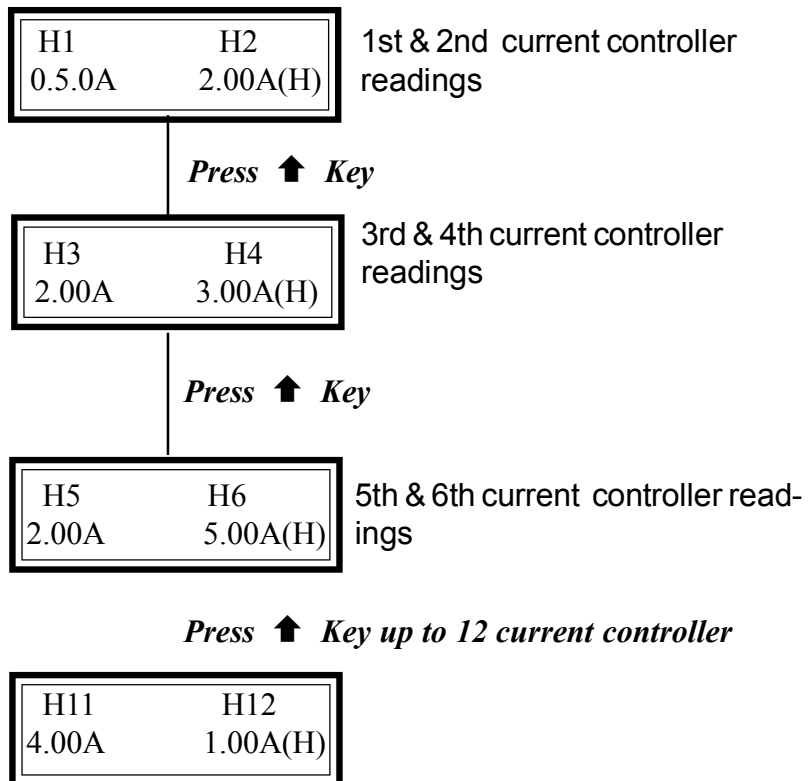 H1 H2
0.5.0A 2.00A(H)
1st & 2nd current controller
readings
Press ⬆ Key
H3 H4
2.00A 3.00A(H)
3rd & 4th current controller
readings
Press ⬆ Key
H5 H6
2.00A 5.00A(H)
5th & 6th current controller read-
ings
Press ⬆ Key up to 12 current controller
H11 H12
4.00A 1.00A(H)